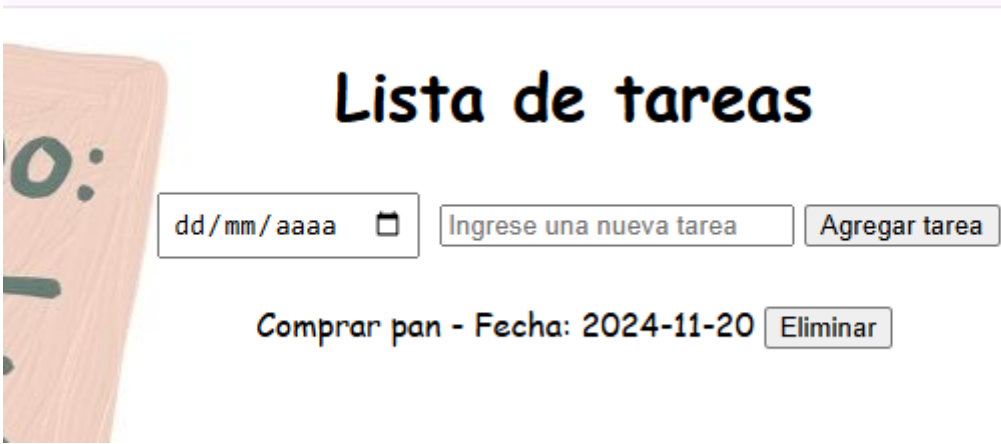 Lista de tareas
o:
dd/mm/aaaa Ingrese una nueva tarea Agregar tarea
Comprar pan - Fecha: 2024-11-20 Eliminar